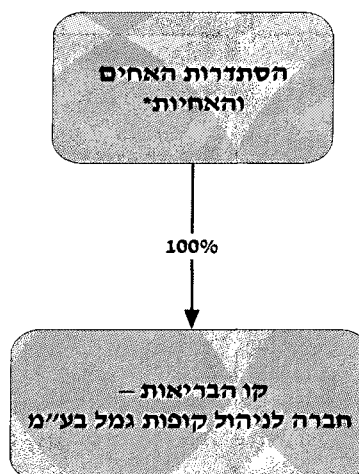 הסתדרות האחים
והאחיות*
100%
קו הבריאות –
חברה לניהול קופות גמל בע״מ